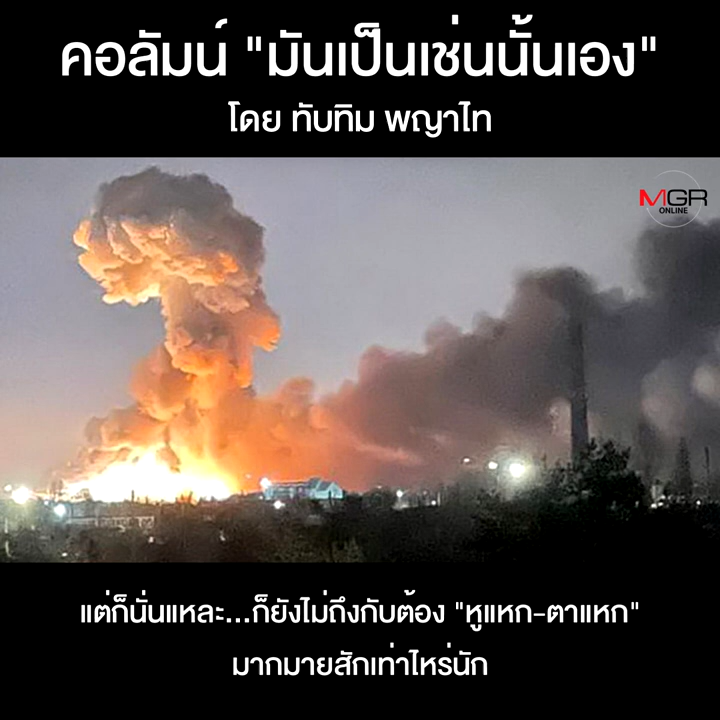 คอลัมน์ "มันเป็นเช่นนั้นเอง"
โดย ทับทิม พญาไท
MGR
ONLINE
แต่ก็นั่นแหละ...ก็ยังไม่ถึงกับต้อง "หูแหก-ตาแหก"
มากมายสักเท่าไหร่นัก